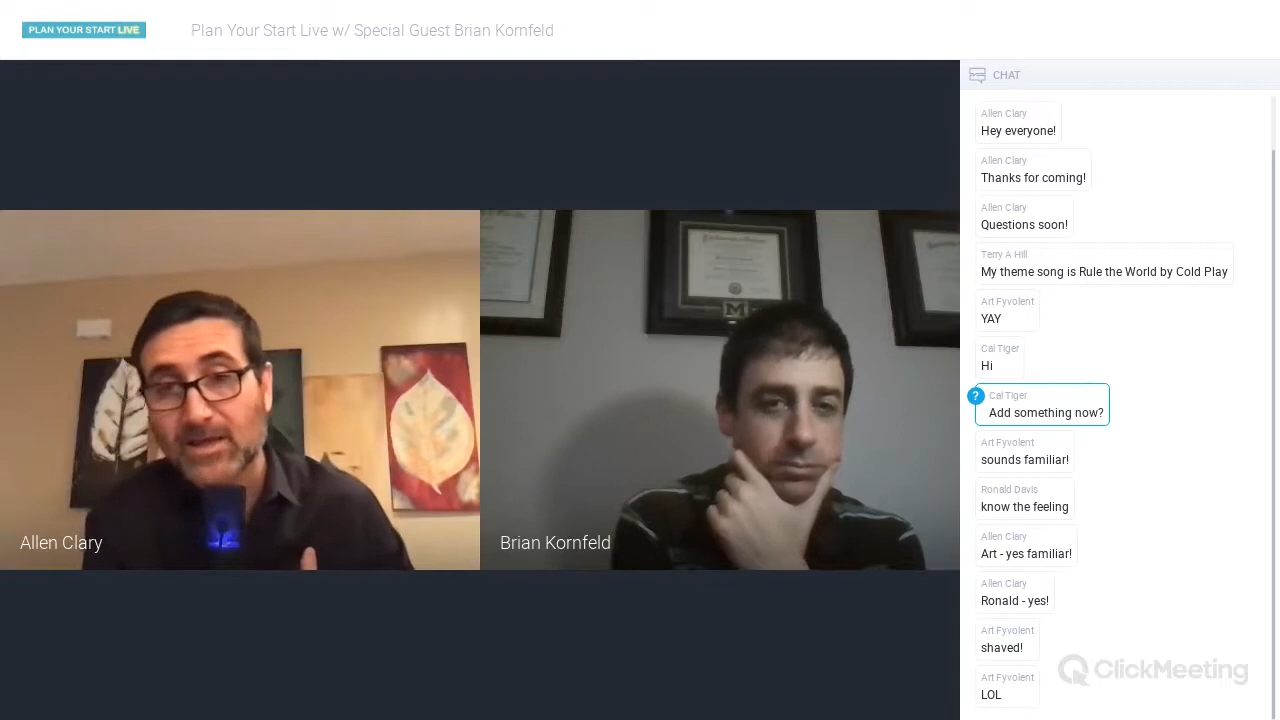 PLAN YOUR START LIVE
Plan Your Start Live w/ Special Guest Brian Kornfeld
CHAT
Allen Clary
Hey everyone!
Allen Clary
Thanks for coming!
Allen Clary
Questions soon!
Terry A Hill
My theme song is Rule the World by Cold Play
Art Fyvolent
YAY
Cal Tiger
Hi
?
Cal Tiger
Add something now?
Art Fyvolent
sounds familiar!
Ronald Davis
know the feeling
Allen Clary
Art - yes familiar!
Allen Clary
Ronald - yes!
Art Fyvolent
shaved!
Art Fyvolent
LOL
ClickMeeting
M
Allen Clary
Brian Kornfeld